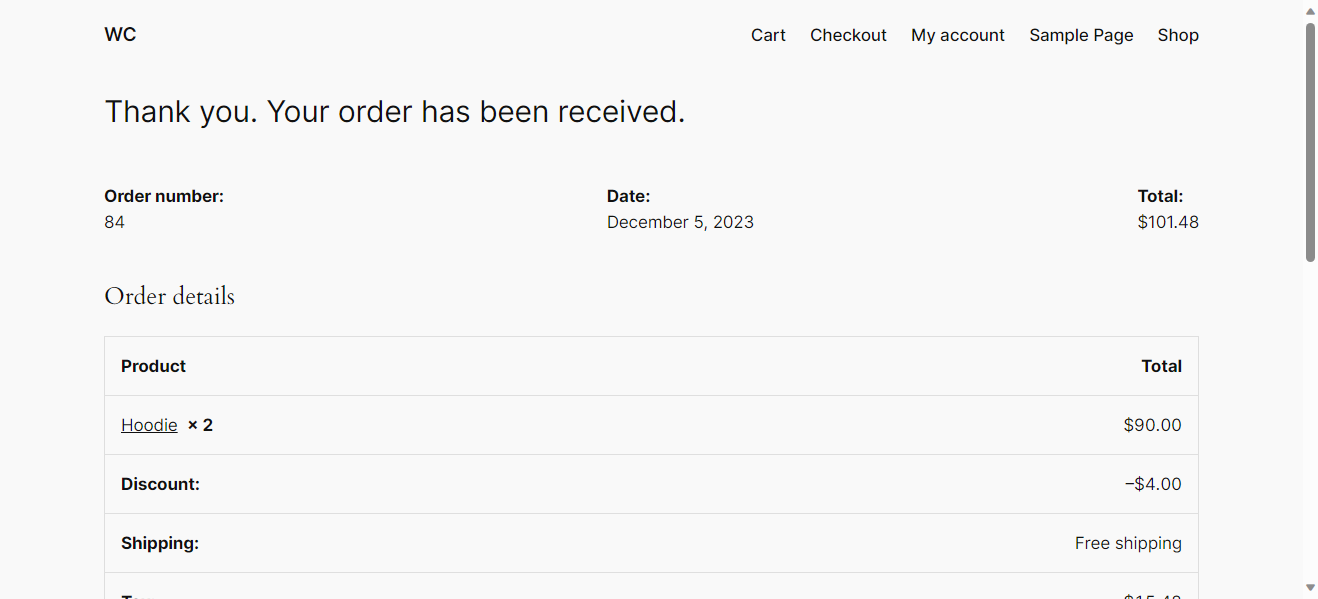 WC
Cart Checkout My account Sample Page Shop
Thank you. Your order has been received.
Order number: Date: Total:
84 December 5, 2023 $101.48
Order details
Product Total
Hoodie × 2 $90.00
Discount: –$4.00
Shipping: Free shipping